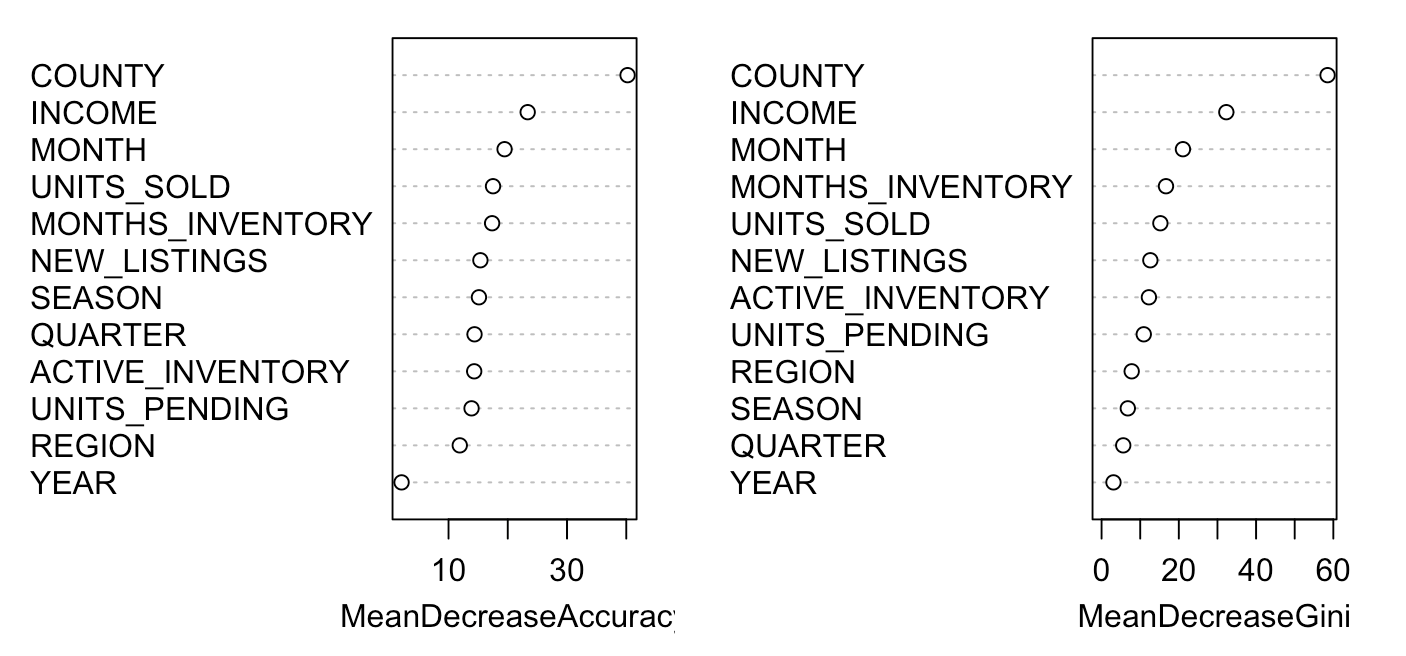 COUNTY
INCOME
MONTH
UNITS_SOLD
MONTHS_INVENTORY
NEW_LISTINGS
SEASON
QUARTER
ACTIVE_INVENTORY
UNITS_PENDING
REGION
YEAR
10 30
MeanDecreaseAccuracy
COUNTY
INCOME
MONTH
MONTHS_INVENTORY
UNITS_SOLD
NEW_LISTINGS
ACTIVE_INVENTORY
UNITS_PENDING
REGION
SEASON
QUARTER
YEAR
0 20 40 60
MeanDecreaseGini